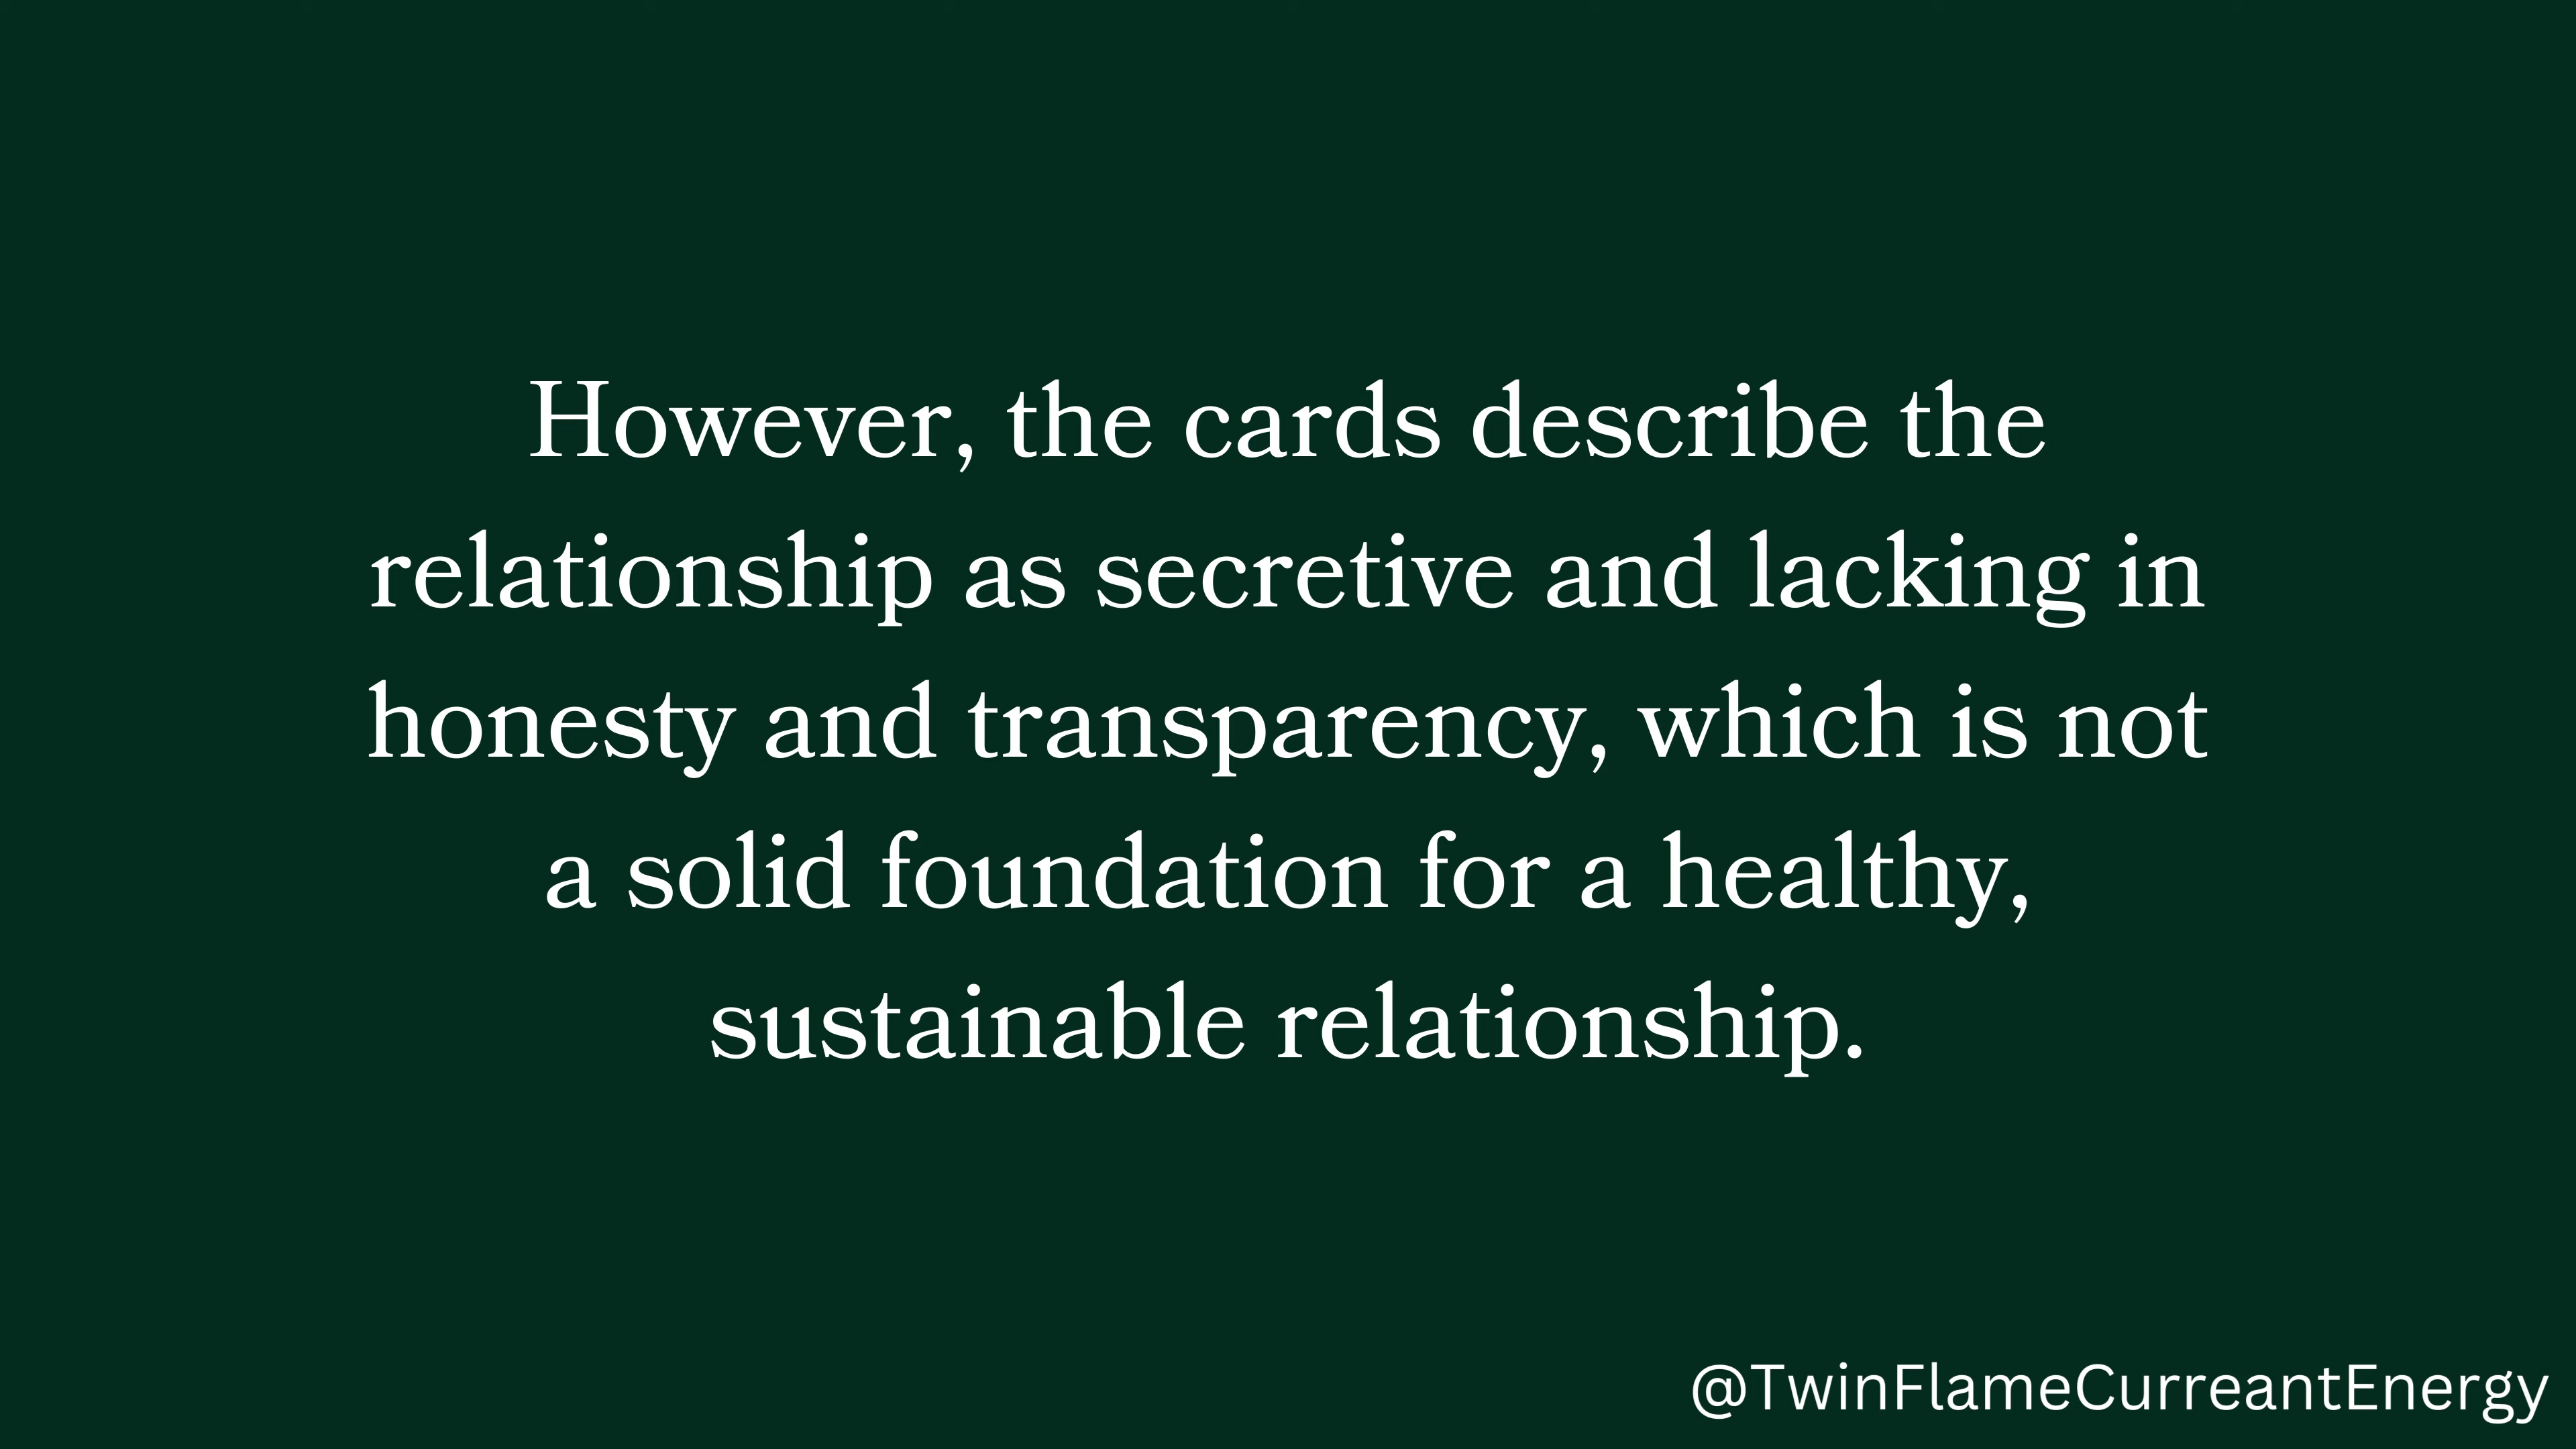 However, the cards describe the
relationship as secretive and lacking in
honesty and transparency, which is not
a solid foundation for a healthy,
sustainable relationship.
@TwinFlameCurreantEnergy